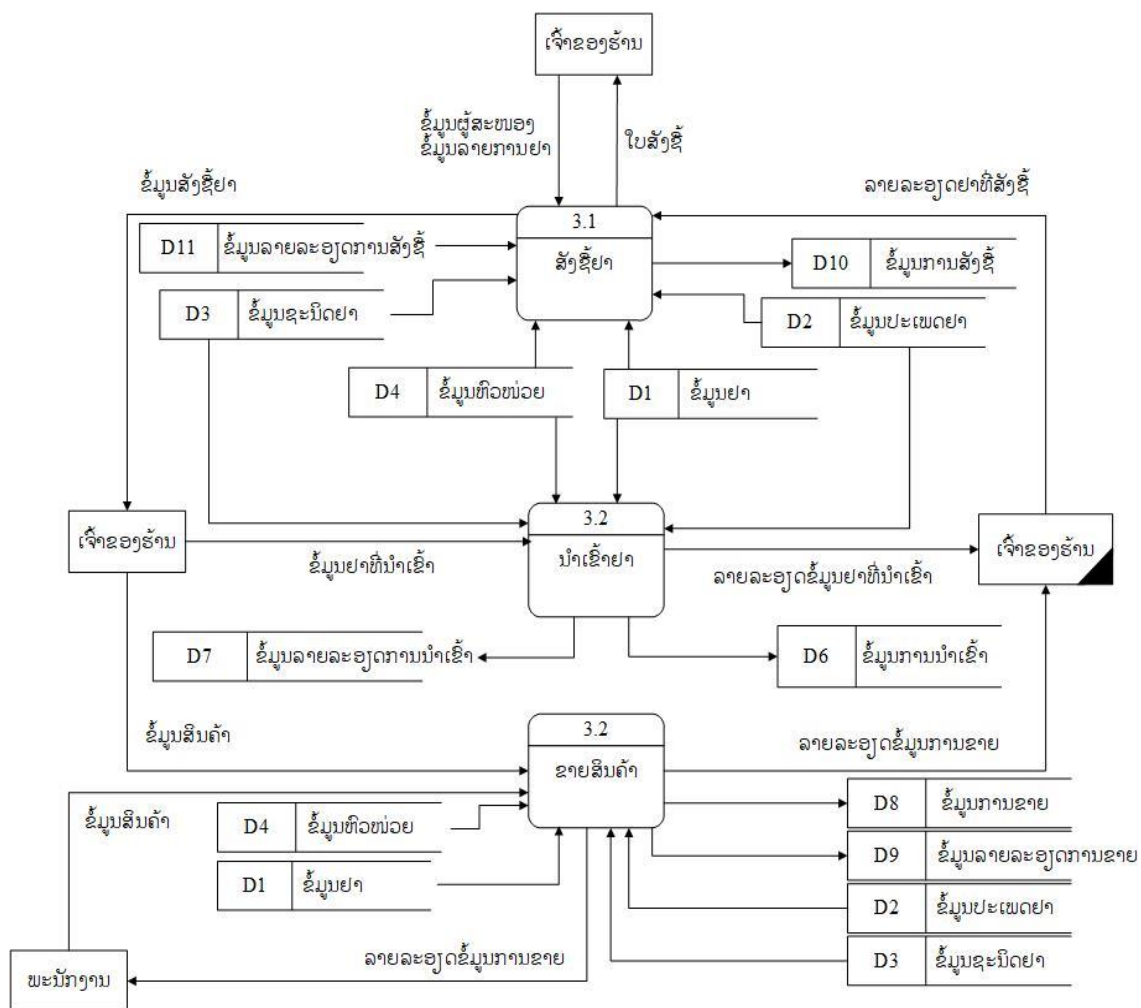 ເຈົ້າຂອງຮ້ານ
ຂໍ້ມູນຜູ້ສະໜອງ
ຂໍ້ມູນລາຍການຢາ
ໃບສັ່ງຊື້
ຂໍ້ມູນສັ່ງຊື້ຢາ
ລາຍລະອຽດຢາທີ່ສັ່ງຊື້
3.1
ສັ່ງຊື້ຢາ
D11 ຂໍ້ມູນລາຍລະອຽດການສັ່ງຊື້
D10 ຂໍ້ມູນການສັ່ງຊື້
D3 ຂໍ້ມູນຊະນິດຢາ
D2 ຂໍ້ມູນປະເພດຢາ
D4 ຂໍ້ມູນຫົວໜ່ວຍ
D1 ຂໍ້ມູນຢາ
3.2
ນຳເຂົ້າຢາ
ເຈົ້າຂອງຮ້ານ
ຂໍ້ມູນຢາທີ່ນຳເຂົ້າ
ລາຍລະອຽດຂໍ້ມູນຢາທີ່ນຳເຂົ້າ
ເຈົ້າຂອງຮ້ານ
D7 ຂໍ້ມູນລາຍລະອຽດການນຳເຂົ້າ
D6 ຂໍ້ມູນການນຳເຂົ້າ
3.2
ຂາຍສິນຄ້າ
ຂໍ້ມູນສິນຄ້າ
ລາຍລະອຽດຂໍ້ມູນການຂາຍ
ຂໍ້ມູນສິນຄ້າ
D4 ຂໍ້ມູນຫົວໜ່ວຍ
D1 ຂໍ້ມູນຢາ
D8 ຂໍ້ມູນການຂາຍ
D9 ຂໍ້ມູນລາຍລະອຽດການຂາຍ
D2 ຂໍ້ມູນປະເພດຢາ
D3 ຂໍ້ມູນຊະນິດຢາ
ລາຍລະອຽດຂໍ້ມູນການຂາຍ
ພະນັກງານ